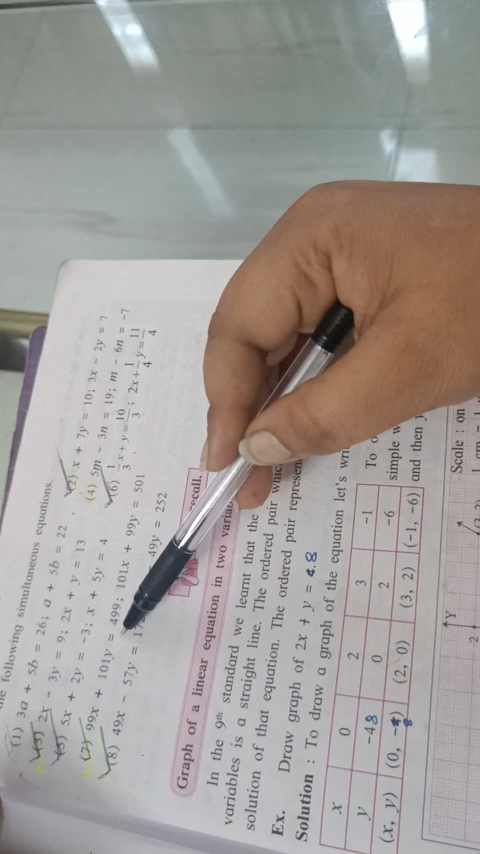 following simultaneous equations.
(1) 3a + 5b = 26; a + 5b = 22
(2) x + 7y = 10; 3x - 2y = 7
(3) 2x - 3y = 9; 2x + y = 13
(4) 5m - 3n = 19; m - 6n = -7
(5) 5x + 2y = -3; x + 5y = 4
(6) 1/3 x + y = 10/3; 2x + 1/4 y = 11/4
(7) 99x + 101y = 499; 101x + 99y = 501
(8) 49x - 57y = 1 49y = 252
recall.
Graph of a linear equation in two variab
In the 9th standard we learnt that the
variables is a straight line. The ordered pair whic
solution of that equation. The ordered pair represen
Ex. Draw graph of 2x + y = 4.8
Solution : To draw a graph of the equation let's wri
x 0 2 3 -1
y -48 0 2 -6
(x, y) (0, -8) (2, 0) (3, 2) (-1, -6)
To
simple w
and then
Scale : on
Y
2